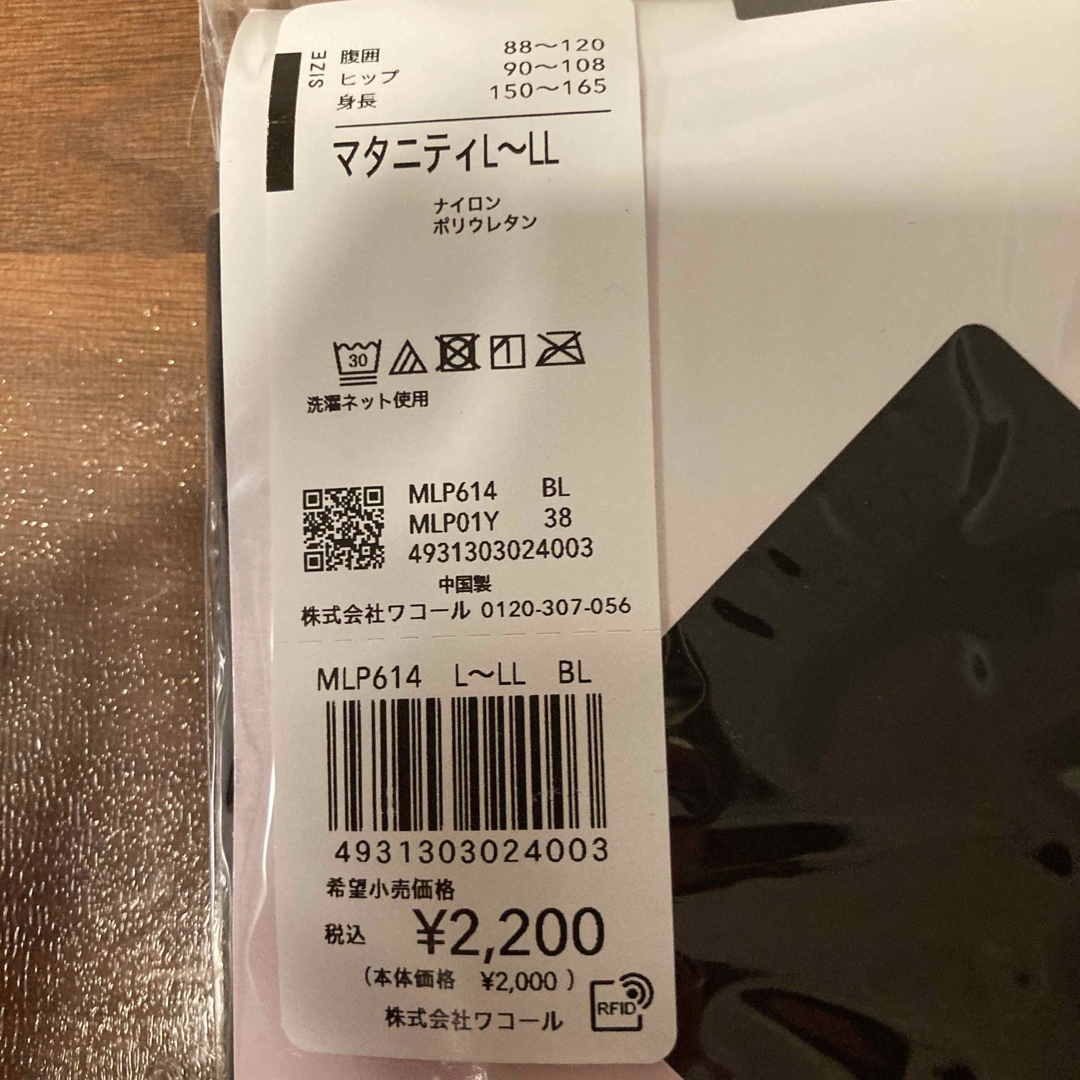 SIZE
腹囲 88〜120
ヒップ 90〜108
身長 150〜165
マタニティL〜LL
ナイロン
ポリウレタン
30
洗濯ネット使用
MLP614 BL
MLP01Y 38
4931303024003
中国製
株式会社ワコール 0120-307-056
MLP614 L〜LL BL
4931303024003
希望小売価格
税込 ¥2,200
(本体価格 ¥2,000)
株式会社ワコール
RFID